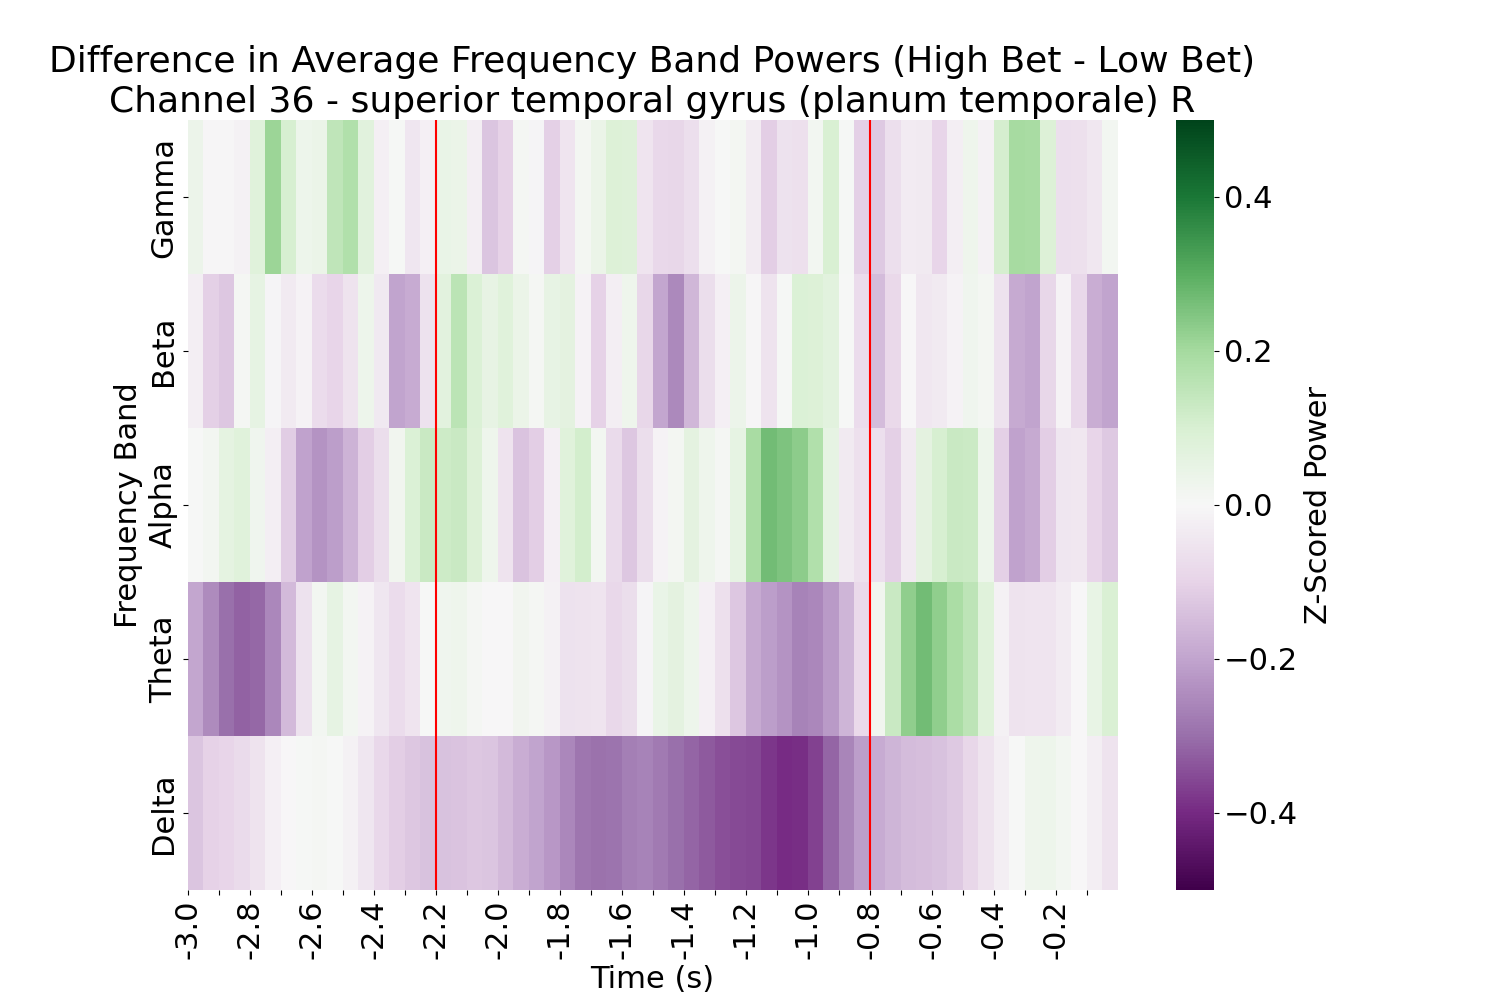 Difference in Average Frequency Band Powers (High Bet - Low Bet)
Channel 36 - superior temporal gyrus (planum temporale) R
Frequency Band
Gamma
Beta
Alpha
Theta
Delta
-3.0
-2.8
-2.6
-2.4
-2.2
-2.0
-1.8
-1.6
-1.4
-1.2
-1.0
-0.8
-0.6
-0.4
-0.2
Time (s)
0.4
0.2
0.0
−0.2
−0.4
Z-Scored Power